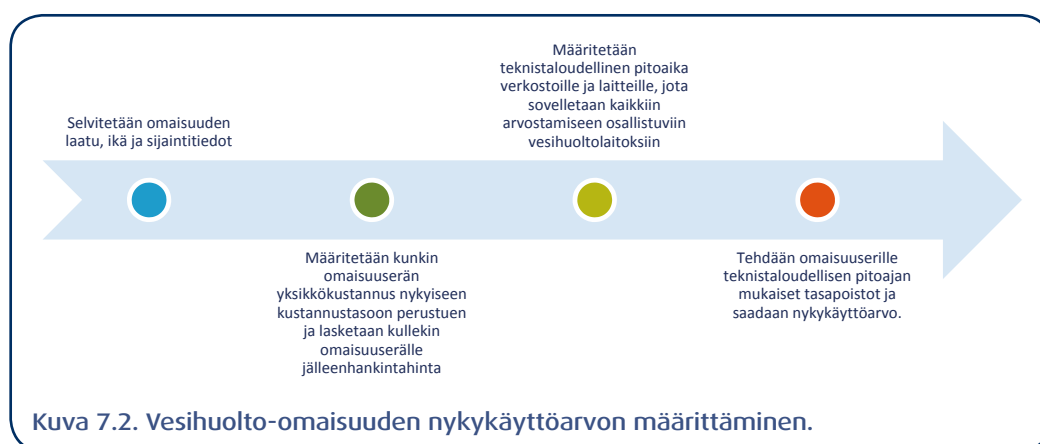 Selvitetään omaisuuden
laatu, ikä ja sijaintitiedot
Määritetään kunkin
omaisuuserän
yksikkökustannus nykyiseen
kustannustasoon perustuen
ja lasketaan kullekin
omaisuuserälle
jälleenhankintahinta
Määritetään
teknistaloudellinen pitoaika
verkostoille ja laitteille, jota
sovelletaan kaikkiin
arvostamiseen osallistuviin
vesihuoltolaitoksiin
Tehdään omaisuuserille
teknistaloudellisen pitoajan
mukaiset tasapoistot ja
saadaan nykykäyttöarvo.
Kuva 7.2. Vesihuolto-omaisuuden nykykäyttöarvon määrittäminen.